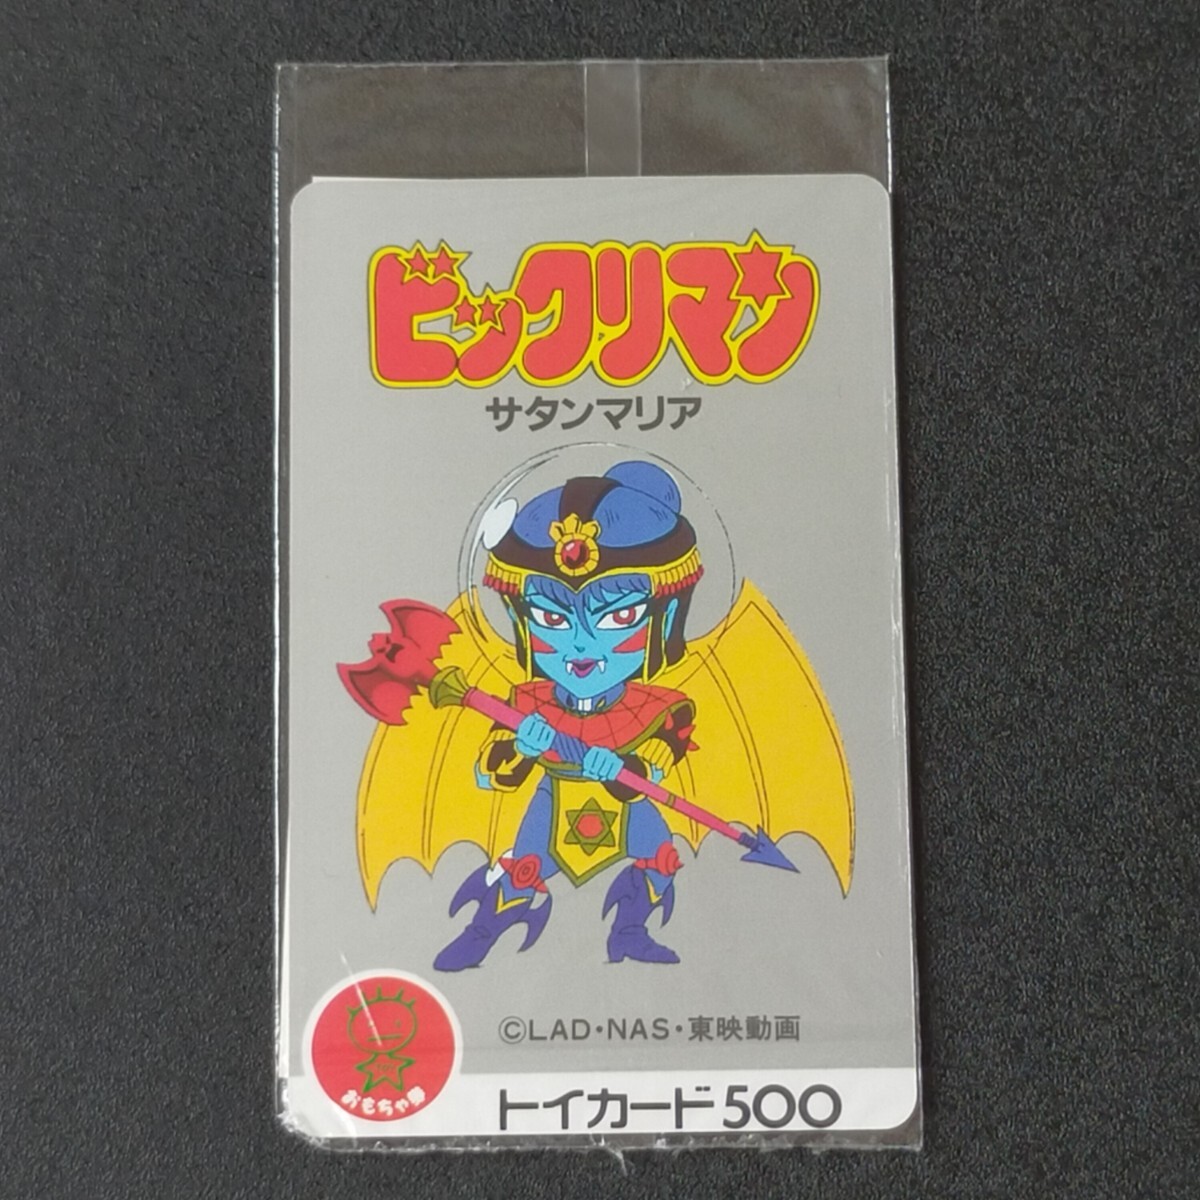 ビックリマン
サタンマリア
©LAD・NAS・東映動画
おもちゃ券
トイカード500